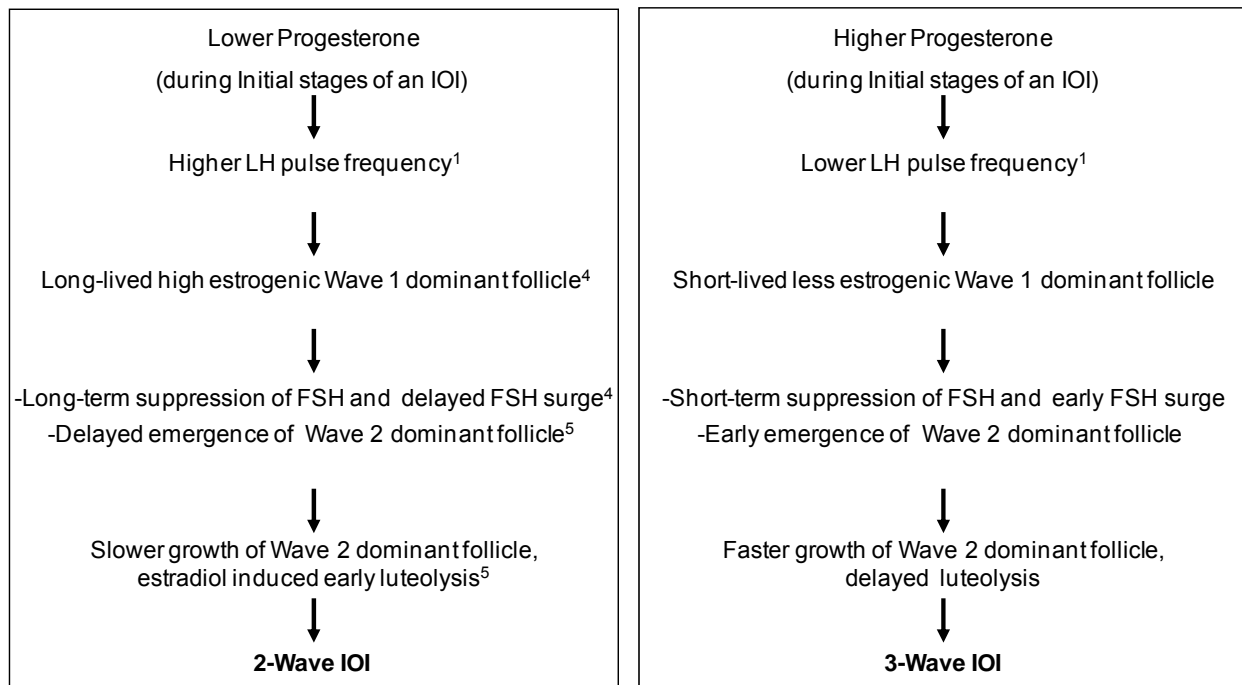 Lower Progesterone
(during Initial stages of an IOI)
Higher LH pulse frequency¹
Long-lived high estrogenic Wave 1 dominant follicle⁴
-Long-term suppression of FSH and delayed FSH surge⁴
-Delayed emergence of Wave 2 dominant follicle⁵
Slower growth of Wave 2 dominant follicle,
estradiol induced early luteolysis⁵
2-Wave IOI
Higher Progesterone
(during Initial stages of an IOI)
Lower LH pulse frequency¹
Short-lived less estrogenic Wave 1 dominant follicle
-Short-term suppression of FSH and early FSH surge
-Early emergence of Wave 2 dominant follicle
Faster growth of Wave 2 dominant follicle,
delayed luteolysis
3-Wave IOI